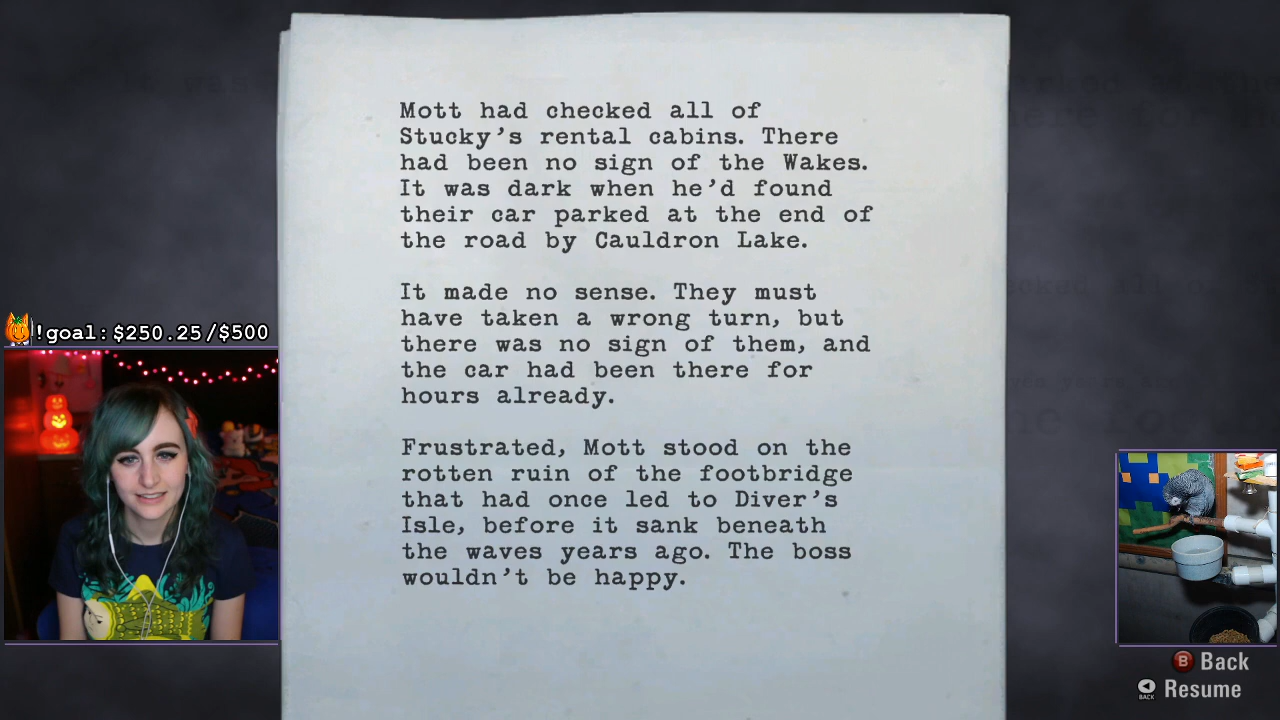 Mott had checked all of
Stucky's rental cabins. There
had been no sign of the Wakes.
It was dark when he'd found
their car parked at the end of
the road by Cauldron Lake.
It made no sense. They must
have taken a wrong turn, but
there was no sign of them, and
the car had been there for
hours already.
Frustrated, Mott stood on the
rotten ruin of the footbridge
that had once led to Diver's
Isle, before it sank beneath
the waves years ago. The boss
wouldn't be happy.
!goal: $250.25/$500
B Back
BACK Resume